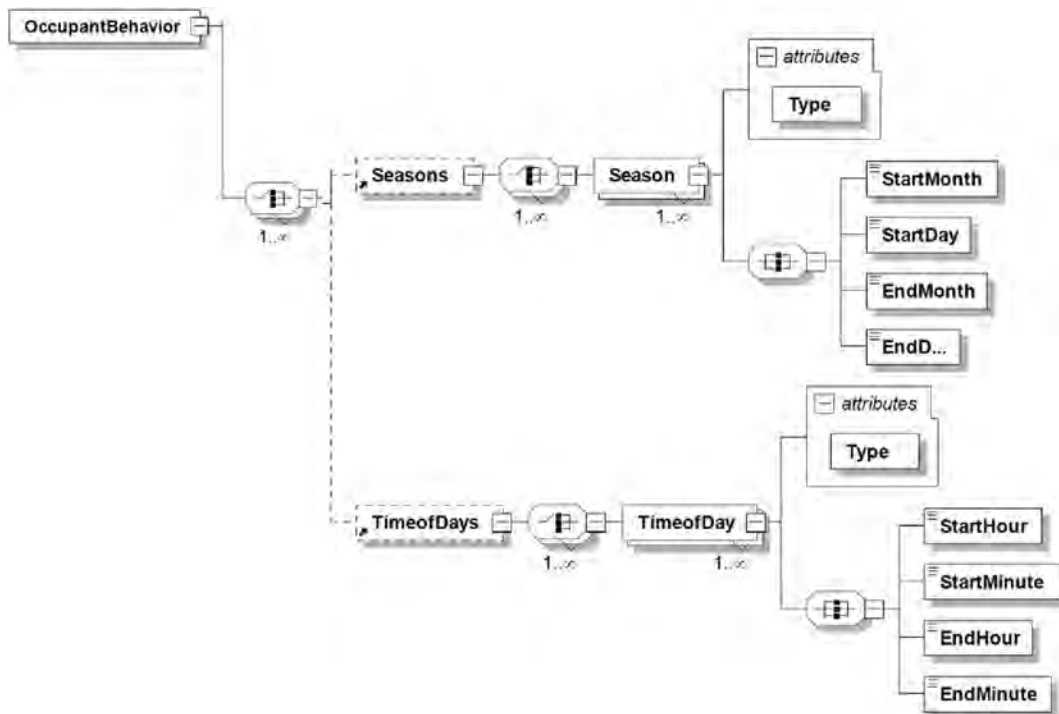 OccupantBehavior
attributes
Type
Seasons
Season
StartMonth
1..∞
1..∞
1..∞
StartDay
EndMonth
EndD...
attributes
Type
TimeofDays
TimeofDay
StartHour
1..∞
1..∞
StartMinute
EndHour
EndMinute